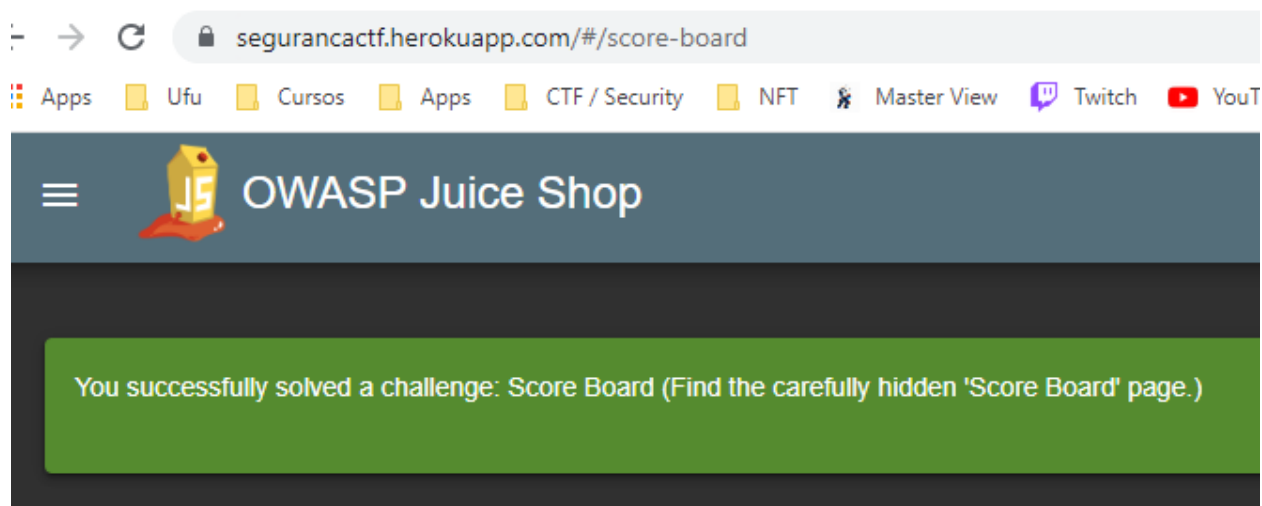 segurancactf.herokuapp.com/#/score-board
Apps Ufu Cursos Apps CTF / Security NFT Master View Twitch YouT
JS OWASP Juice Shop
You successfully solved a challenge: Score Board (Find the carefully hidden 'Score Board' page.)